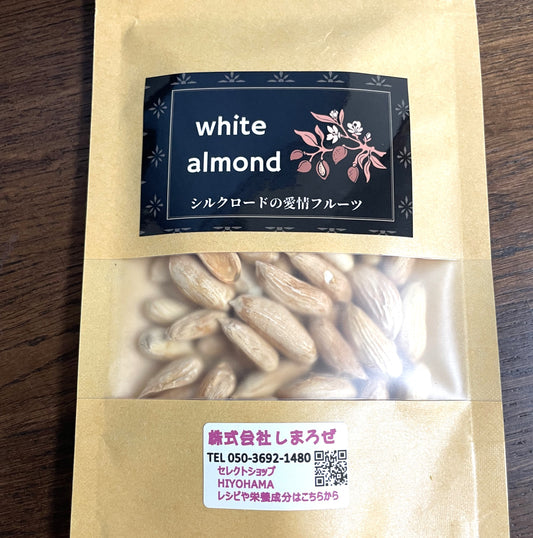 white
almond
シルクロードの愛情フルーツ
株式会社しまろぜ
TEL 050-3692-1480
セレクトショップ
HIYOHAMA
レシピや栄養成分はこちらから